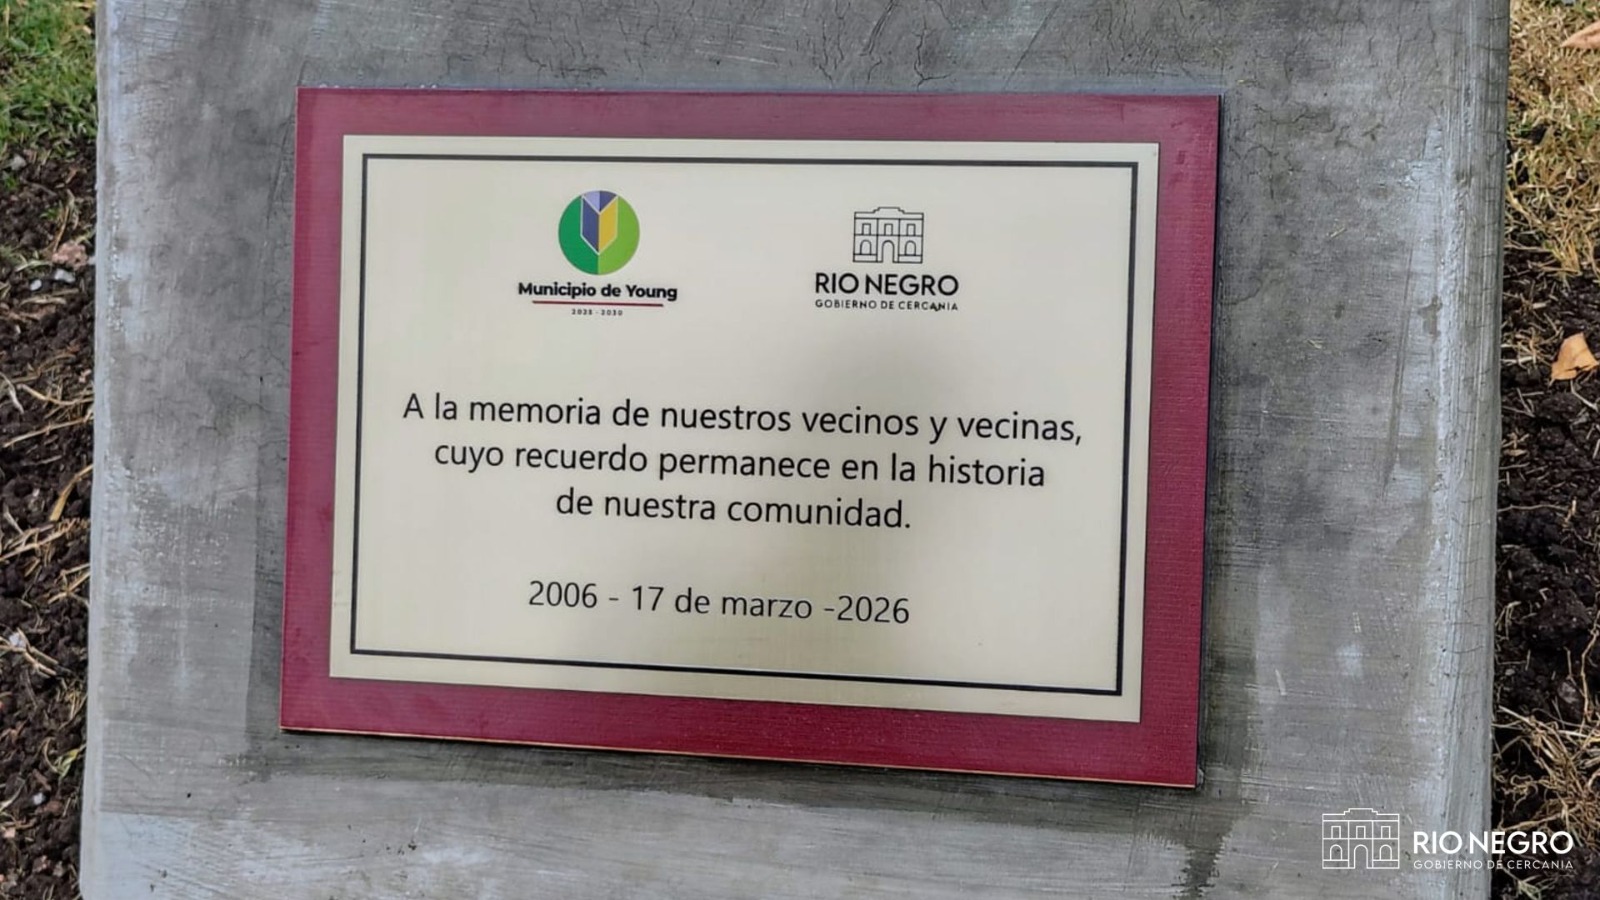 Municipio de Young
2025 - 2030
RIO NEGRO
GOBIERNO DE CERCANIA
A la memoria de nuestros vecinos y vecinas,
cuyo recuerdo permanece en la historia
de nuestra comunidad.
2006 - 17 de marzo -2026
RIO NEGRO
GOBIERNO DE CERCANIA